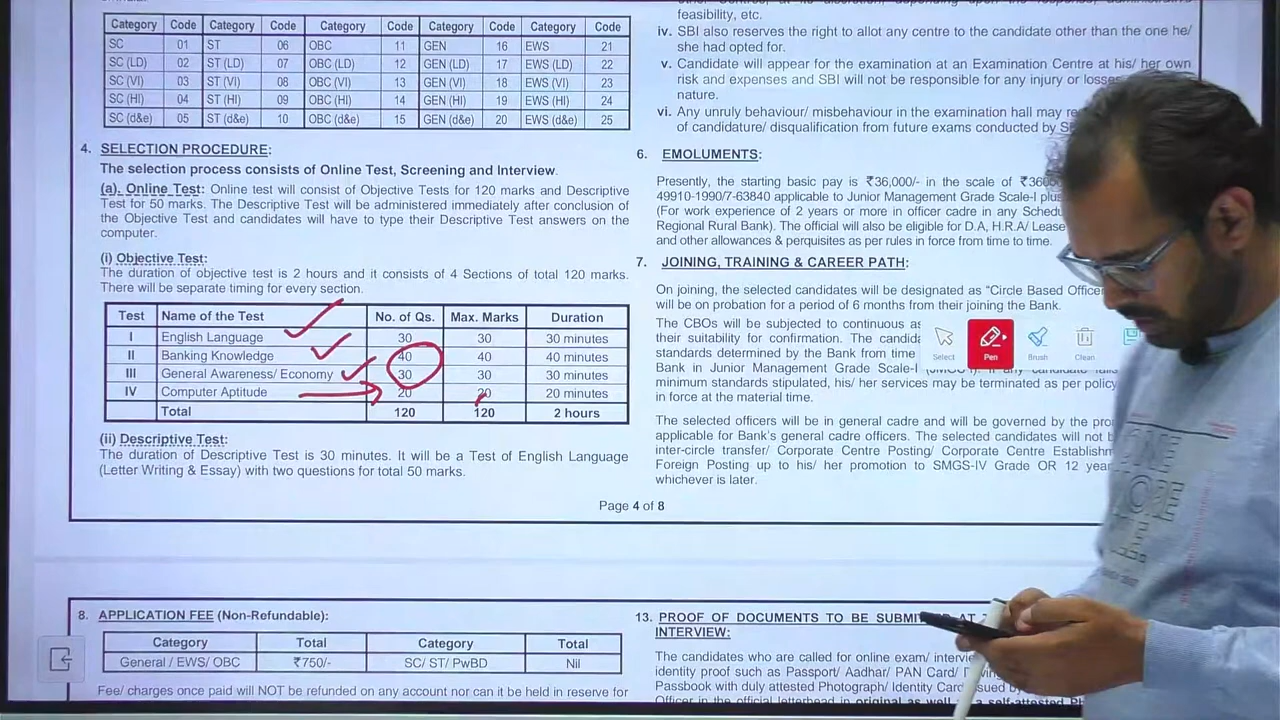 Category Code Category Code Category Code Category Code Category Code
SC 01 ST 06 OBC 11 GEN 16 EWS 21
SC (LD) 02 ST (LD) 07 OBC (LD) 12 GEN (LD) 17 EWS (LD) 22
SC (VI) 03 ST (VI) 08 OBC (VI) 13 GEN (VI) 18 EWS (VI) 23
SC (HI) 04 ST (HI) 09 OBC (HI) 14 GEN (HI) 19 EWS (HI) 24
SC (d&e) 05 ST (d&e) 10 OBC (d&e) 15 GEN (d&e) 20 EWS (d&e) 25
4. SELECTION PROCEDURE:
The selection process consists of Online Test, Screening and Interview.
(a). Online Test: Online test will consist of Objective Tests for 120 marks and Descriptive
Test for 50 marks. The Descriptive Test will be administered immediately after conclusion of
the Objective Test and candidates will have to type their Descriptive Test answers on the
computer.
(i) Objective Test:
The duration of objective test is 2 hours and it consists of 4 Sections of total 120 marks.
There will be separate timing for every section.
Test Name of the Test No. of Qs. Max. Marks Duration
I English Language 30 30 30 minutes
II Banking Knowledge 40 40 40 minutes
III General Awareness/ Economy 30 30 30 minutes
IV Computer Aptitude 20 20 20 minutes
Total 120 120 2 hours
(ii) Descriptive Test:
The duration of Descriptive Test is 30 minutes. It will be a Test of English Language
(Letter Writing & Essay) with two questions for total 50 marks.
feasibility, etc.
iv. SBI also reserves the right to allot any centre to the candidate other than the one he/
she had opted for.
v. Candidate will appear for the examination at an Examination Centre at his/ her own
risk and expenses and SBI will not be responsible for any injury or losses
nature.
vi. Any unruly behaviour/ misbehaviour in the examination hall may
of candidature/ disqualification from future exams conducted by
6. EMOLUMENTS:
Presently, the starting basic pay is ₹36,000/- in the scale of
49910-1990/7-63840 applicable to Junior Management Grade Scale-I plus
(For work experience of 2 years or more in officer cadre in any
Regional Rural Bank). The official will also be eligible for D.A, H.R.A/ Lease
and other allowances & perquisites as per rules in force from time to time.
7. JOINING, TRAINING & CAREER PATH:
On joining, the selected candidates will be designated as "Circle Based
will be on probation for a period of 6 months from their joining the Bank.
The CBOs will be subjected to continuous
their suitability for confirmation. The
standards determined by the Bank from time
Bank in Junior Management Grade Scale-I
minimum standards stipulated, his/ her services may be terminated as per policy
in force at the material time.
The selected officers will be in general cadre and will be governed by the
applicable for Bank's general cadre officers. The selected candidates will not
inter-circle transfer/ Corporate Centre Posting/ Corporate Centre
Foreign Posting up to his/ her promotion to SMGS-IV Grade OR 12
whichever is later.
Select Pen Brush Clean
Page 4 of 8
8. APPLICATION FEE (Non-Refundable):
Category Total Category Total
General / EWS/ OBC ₹750/- SC/ ST/ PwBD Nil
Fee/ charges once paid will NOT be refunded on any account nor can it be held in reserve for
13. PROOF OF DOCUMENTS TO BE AT
INTERVIEW:
The candidates who are called for online exam/
identity proof such as Passport/ Aadhar/ PAN Card/
Passbook with duly attested Photograph/ Identity Card
Officer in the official letterhead in original as well